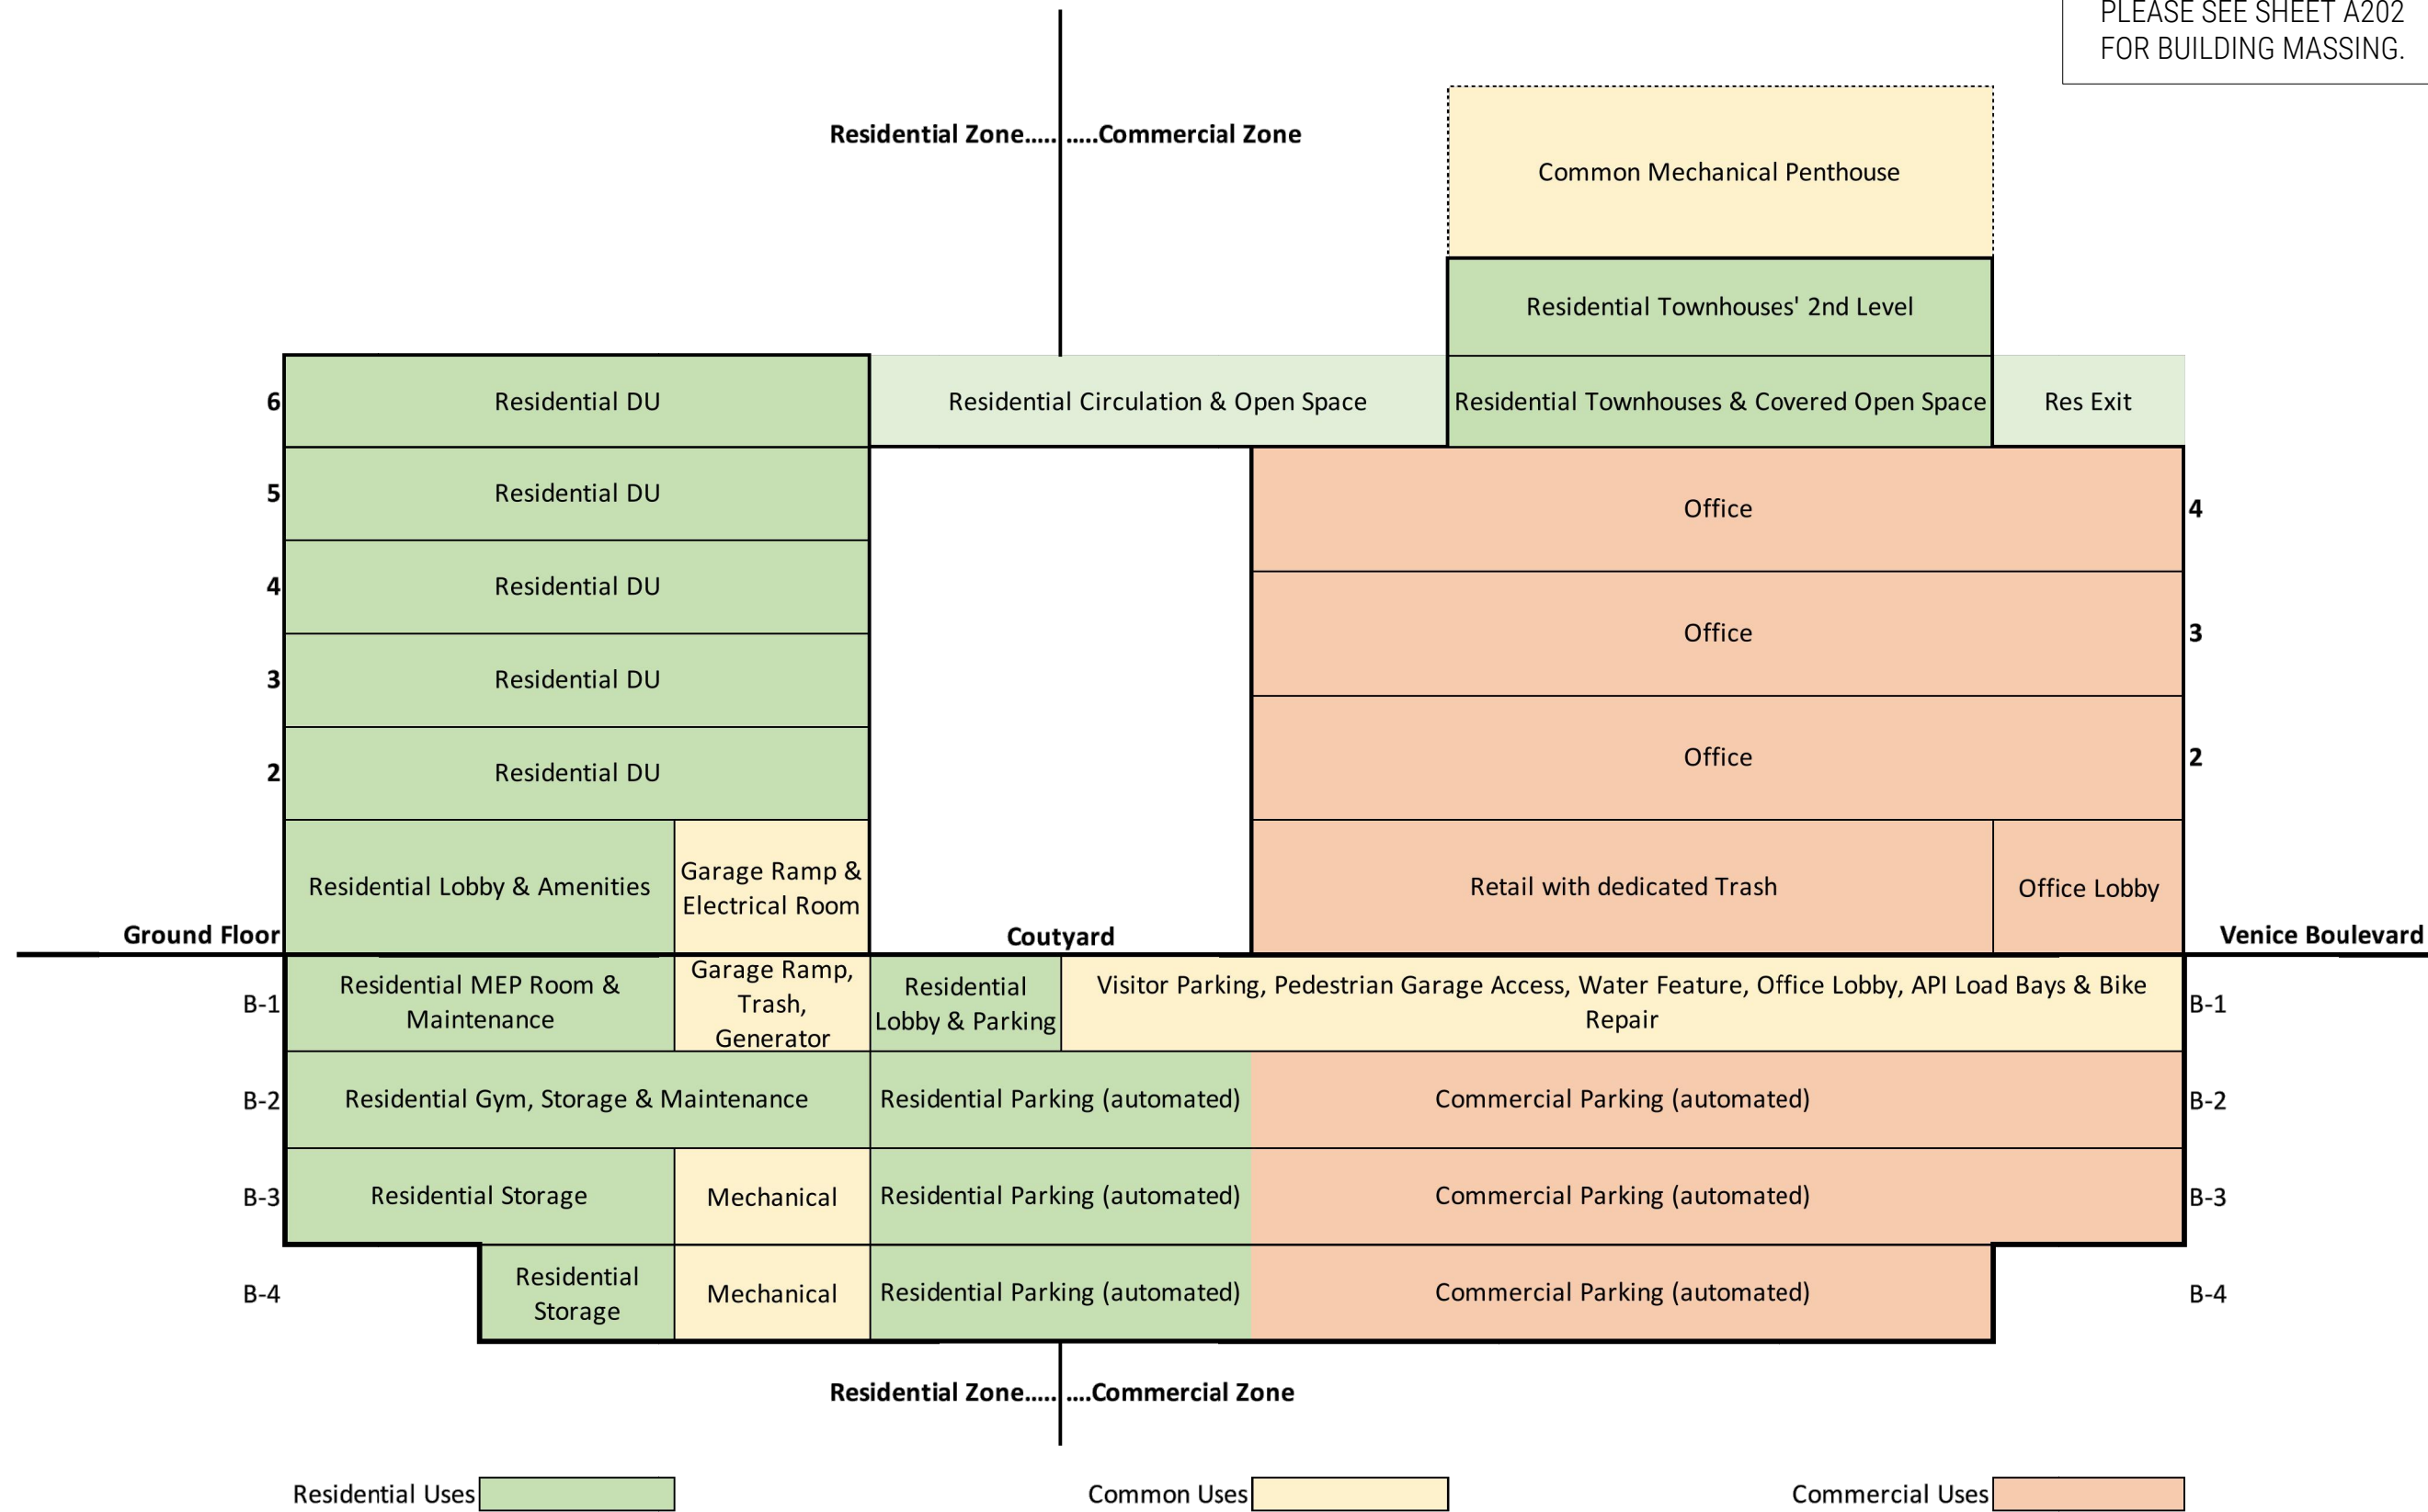 PLEASE SEE SHEET A202
FOR BUILDING MASSING.
Residential Zone..... .....Commercial Zone
Common Mechanical Penthouse
Residential Townhouses' 2nd Level
6 Residential DU Residential Circulation & Open Space Residential Townhouses & Covered Open Space Res Exit
5 Residential DU Office 4
4 Residential DU
3 Residential DU Office 3
2 Residential DU Office 2
Residential Lobby & Amenities
Garage Ramp &
Electrical Room
Retail with dedicated Trash
Office Lobby
Ground Floor Coutyard Venice Boulevard
B-1
Residential MEP Room &
Maintenance
Garage Ramp,
Trash,
Generator
Residential
Lobby & Parking
Visitor Parking, Pedestrian Garage Access, Water Feature, Office Lobby, API Load Bays & Bike
Repair
B-1
B-2 Residential Gym, Storage & Maintenance Residential Parking (automated) Commercial Parking (automated) B-2
B-3 Residential Storage Mechanical Residential Parking (automated) Commercial Parking (automated) B-3
B-4
Residential
Storage
Mechanical Residential Parking (automated) Commercial Parking (automated) B-4
Residential Zone..... ....Commercial Zone
Residential Uses Common Uses Commercial Uses